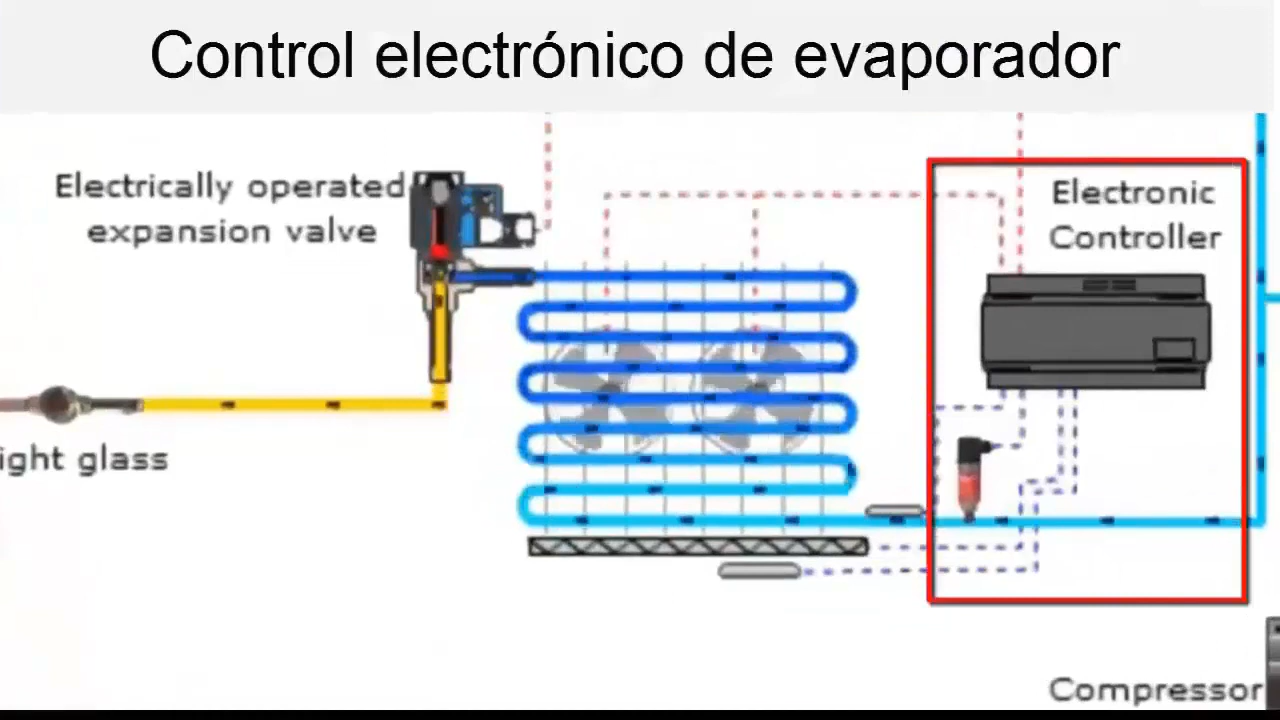 Control electrónico de evaporador
Electrically operated
expansion valve
Electronic
Controller
ight glass
Compressor